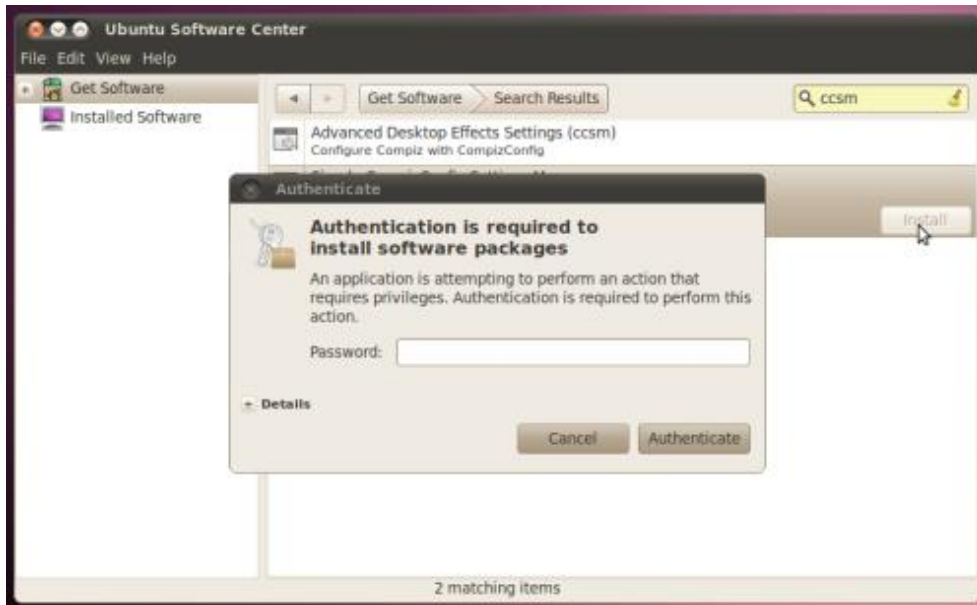 Ubuntu Software Center
File Edit View Help
Get Software
Installed Software
Get Software Search Results
ccsm
Advanced Desktop Effects Settings (ccsm)
Configure Compiz with CompizConfig
Install
Authenticate
Authentication is required to
install software packages
An application is attempting to perform an action that
requires privileges. Authentication is required to perform this
action.
Password:
Details
Cancel Authenticate
2 matching items